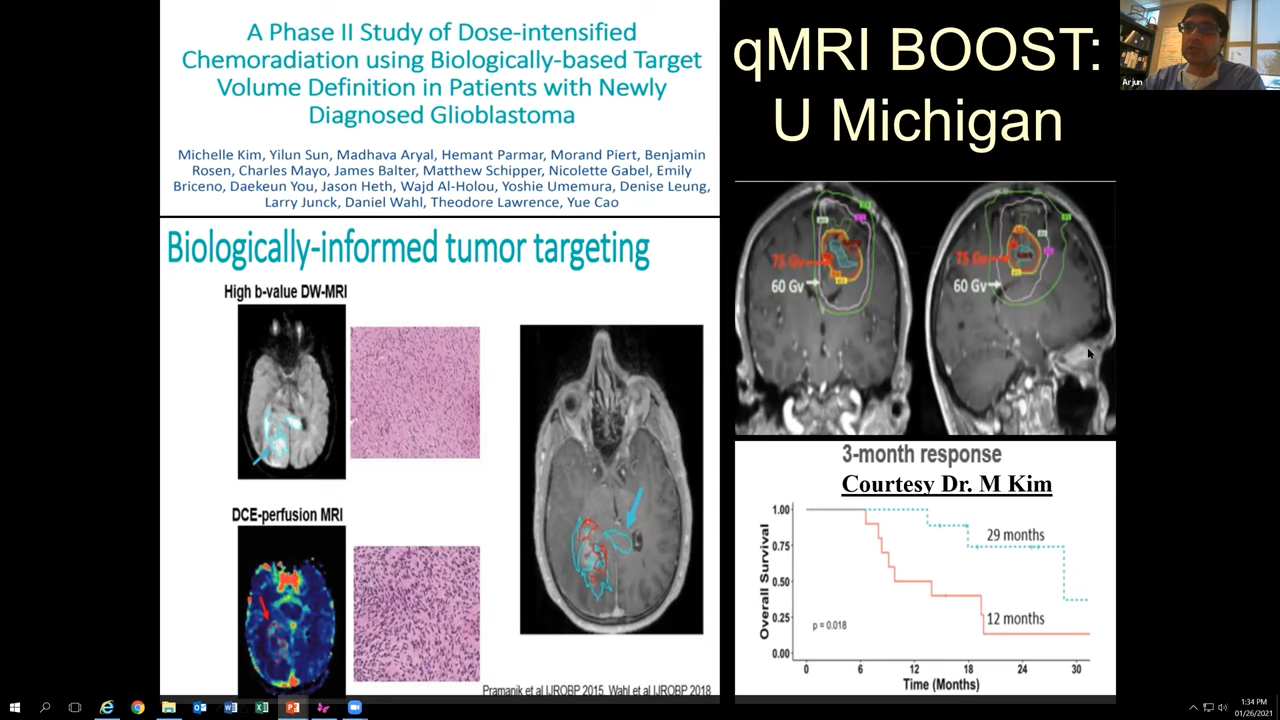 A Phase II Study of Dose-intensified
Chemoradiation using Biologically-based Target
Volume Definition in Patients with Newly
Diagnosed Glioblastoma
Michelle Kim, Yilun Sun, Madhava Aryal, Hemant Parmar, Morand Piert, Benjamin
Rosen, Charles Mayo, James Balter, Matthew Schipper, Nicolette Gabel, Emily
Briceno, Daekeun You, Jason Heth, Wajd Al-Holou, Yoshie Umemura, Denise Leung,
Larry Junck, Daniel Wahl, Theodore Lawrence, Yue Cao
Biologically-informed tumor targeting
High b-value DW-MRI
DCE-perfusion MRI
Pramanik et al IJROBP 2015, Wahl et al IJROBP 2018
qMRI BOOST:
U Michigan
75 Gy
60 Gy
75 Gy
60 Gy
3-month response
Courtesy Dr. M Kim
Overall Survival
1.00
0.75
0.50
0.25
0.00
29 months
12 months
p = 0.018
0 6 12 18 24 30
Time (Months)
Arjun
1:34 PM
01/26/2021